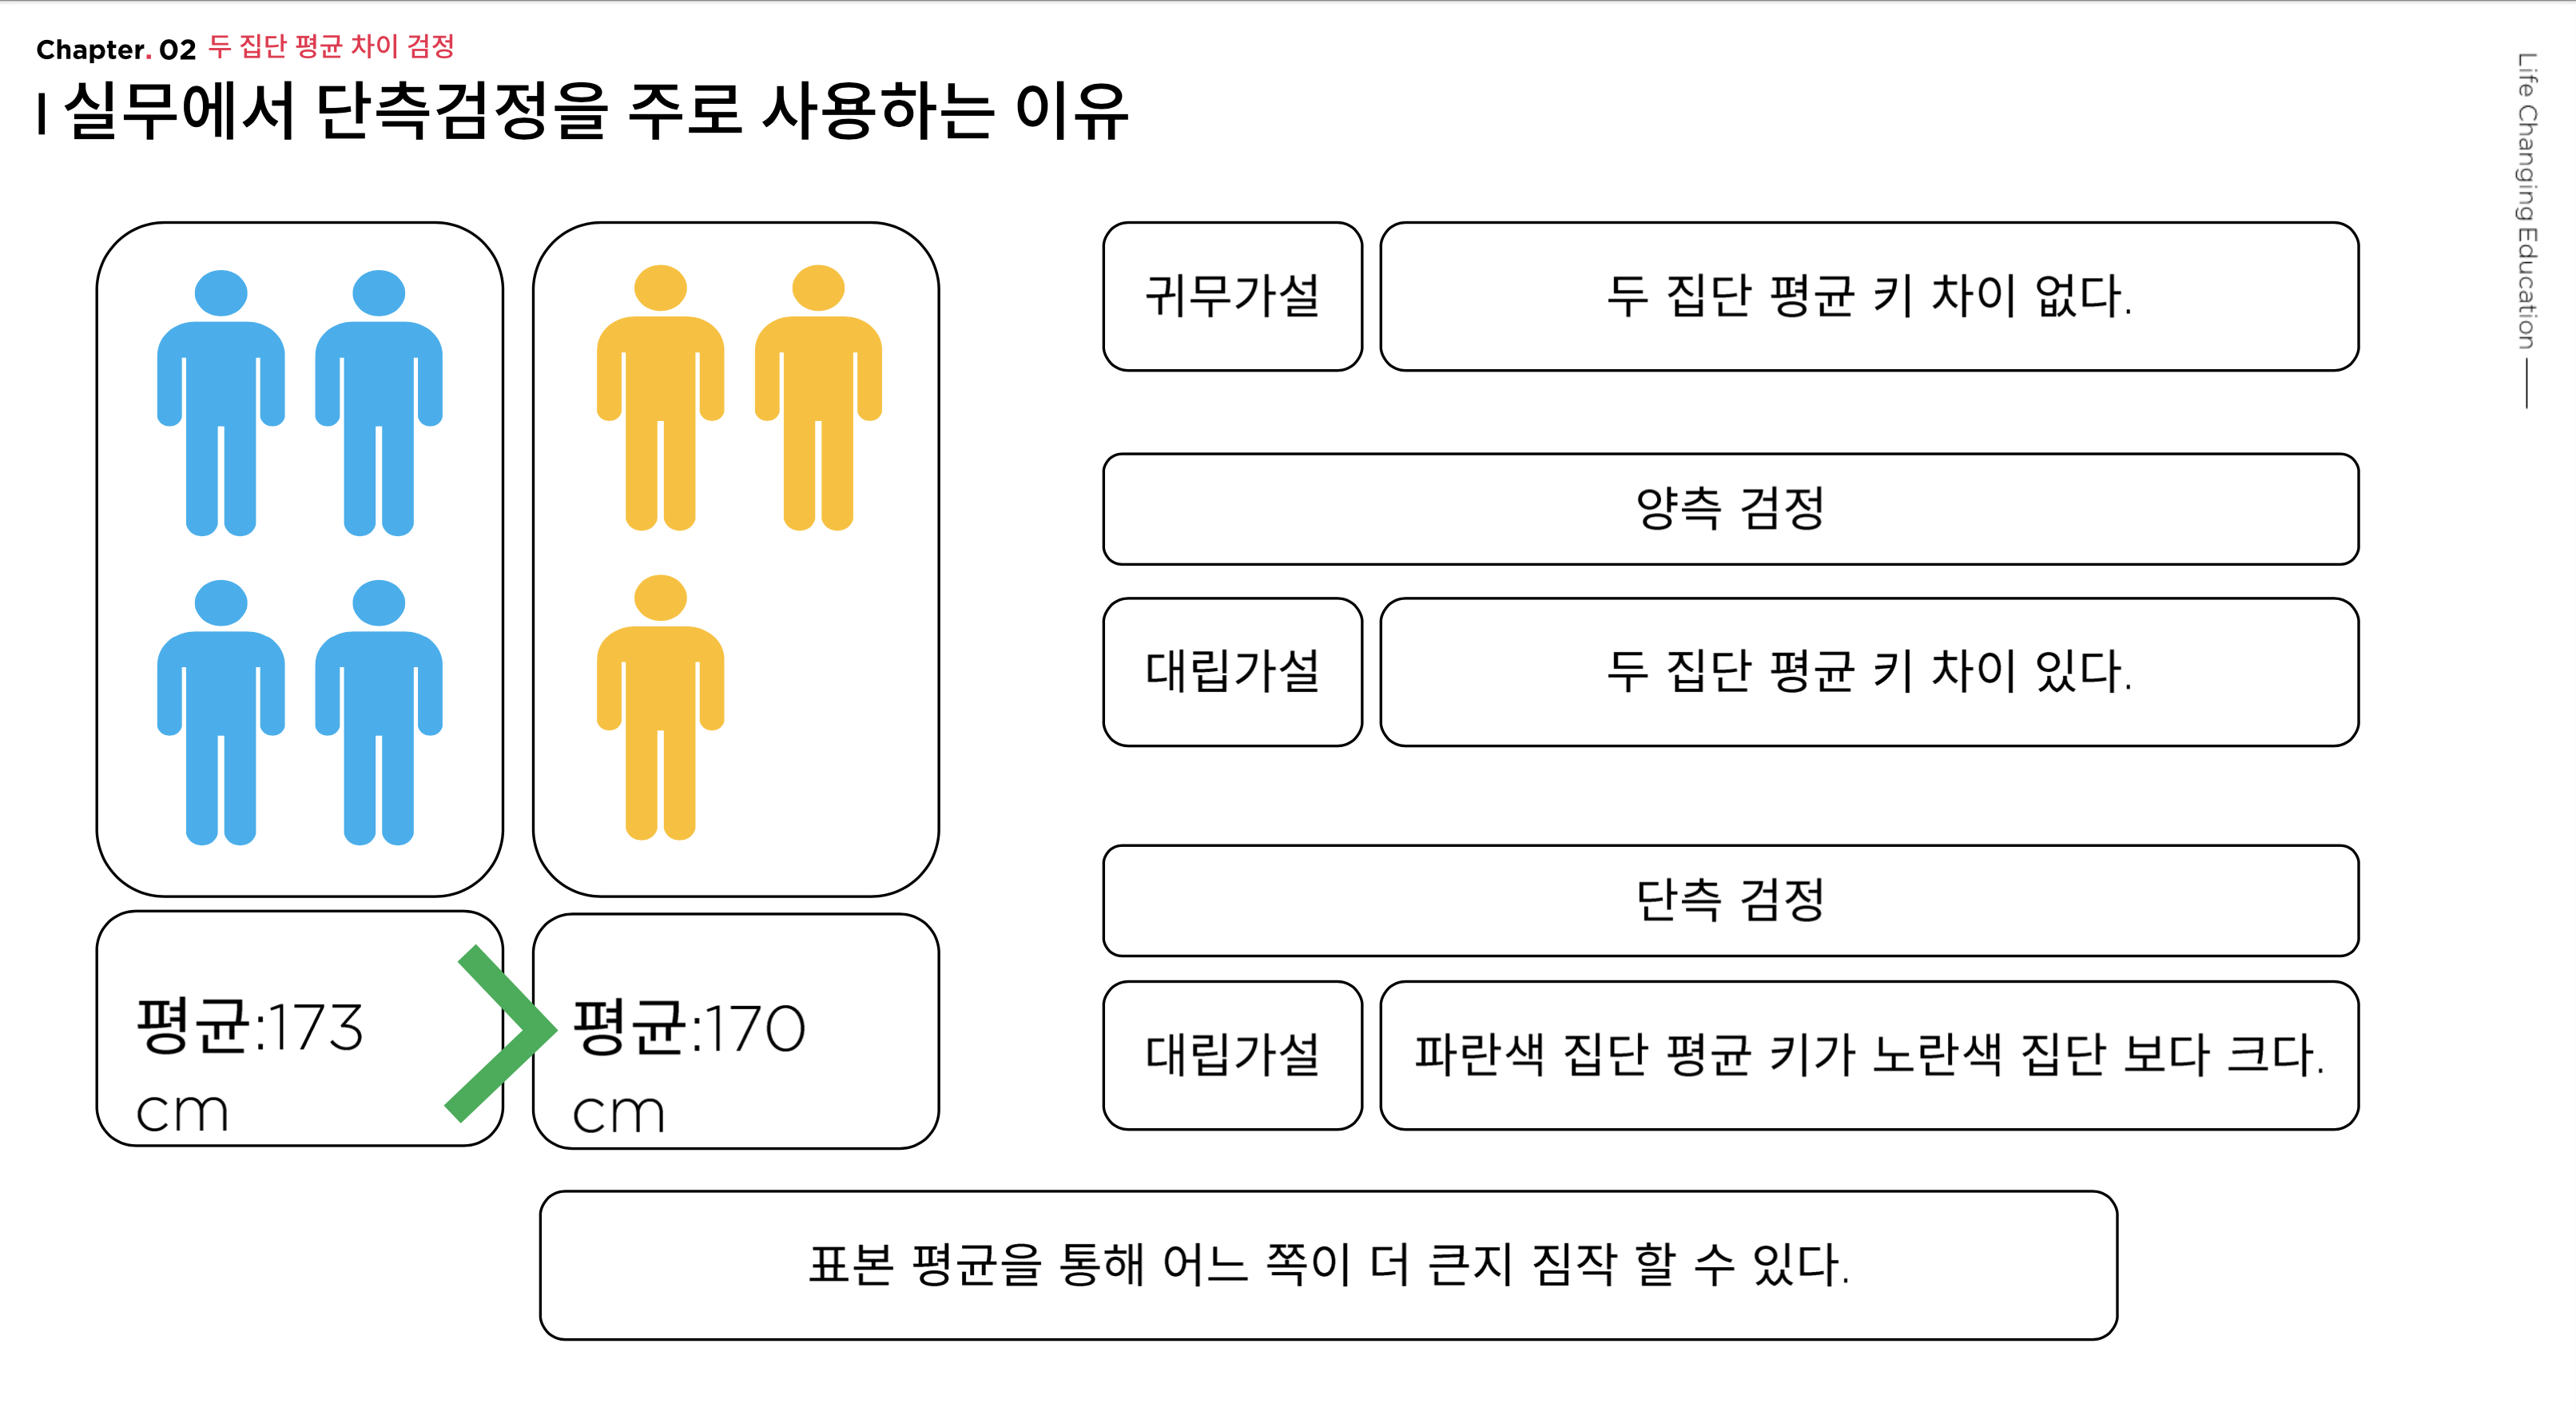 Chapter. 02 두 집단 평균 차이 검정
실무에서 단측검정을 주로 사용하는 이유
Life Changing Education
귀무가설
두 집단 평균 키 차이 없다.
양측 검정
대립가설
두 집단 평균 키 차이 있다.
단측 검정
대립가설
파란색 집단 평균 키가 노란색 집단 보다 크다.
평균:173
cm
평균:170
cm
표본 평균을 통해 어느 쪽이 더 큰지 짐작 할 수 있다.